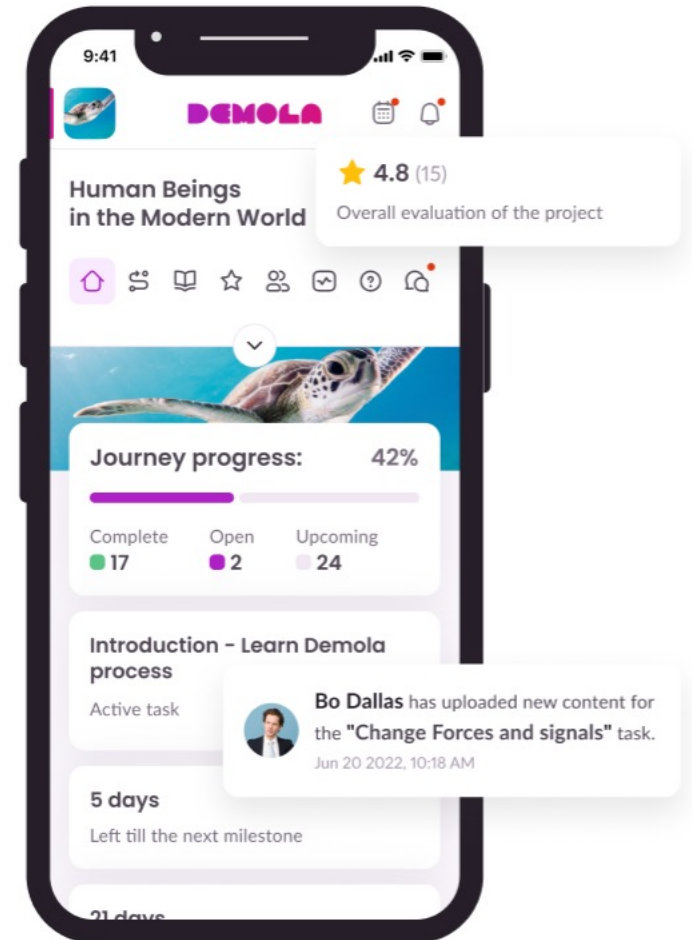 9:41
DEMOLA
4.8 (15)
Overall evaluation of the project
Human Beings
in the Modern World
Journey progress: 42%
Complete Open Upcoming
17 2 24
Introduction - Learn Demola
process
Active task
Bo Dallas has uploaded new content for
the "Change Forces and signals" task.
Jun 20 2022, 10:18 AM
5 days
Left till the next milestone
21 days